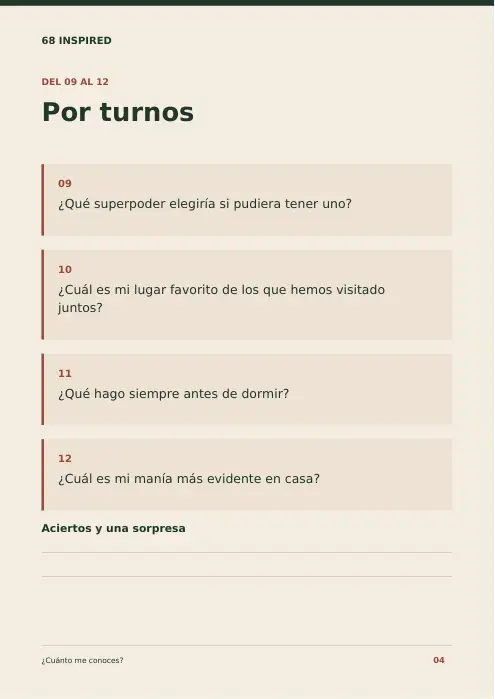 68 INSPIRED
DEL 09 AL 12
Por turnos
09
¿Qué superpoder elegiría si pudiera tener uno?
10
¿Cuál es mi lugar favorito de los que hemos visitado
juntos?
11
¿Qué hago siempre antes de dormir?
12
¿Cuál es mi manía más evidente en casa?
Aciertos y una sorpresa
¿Cuánto me conoces?
04